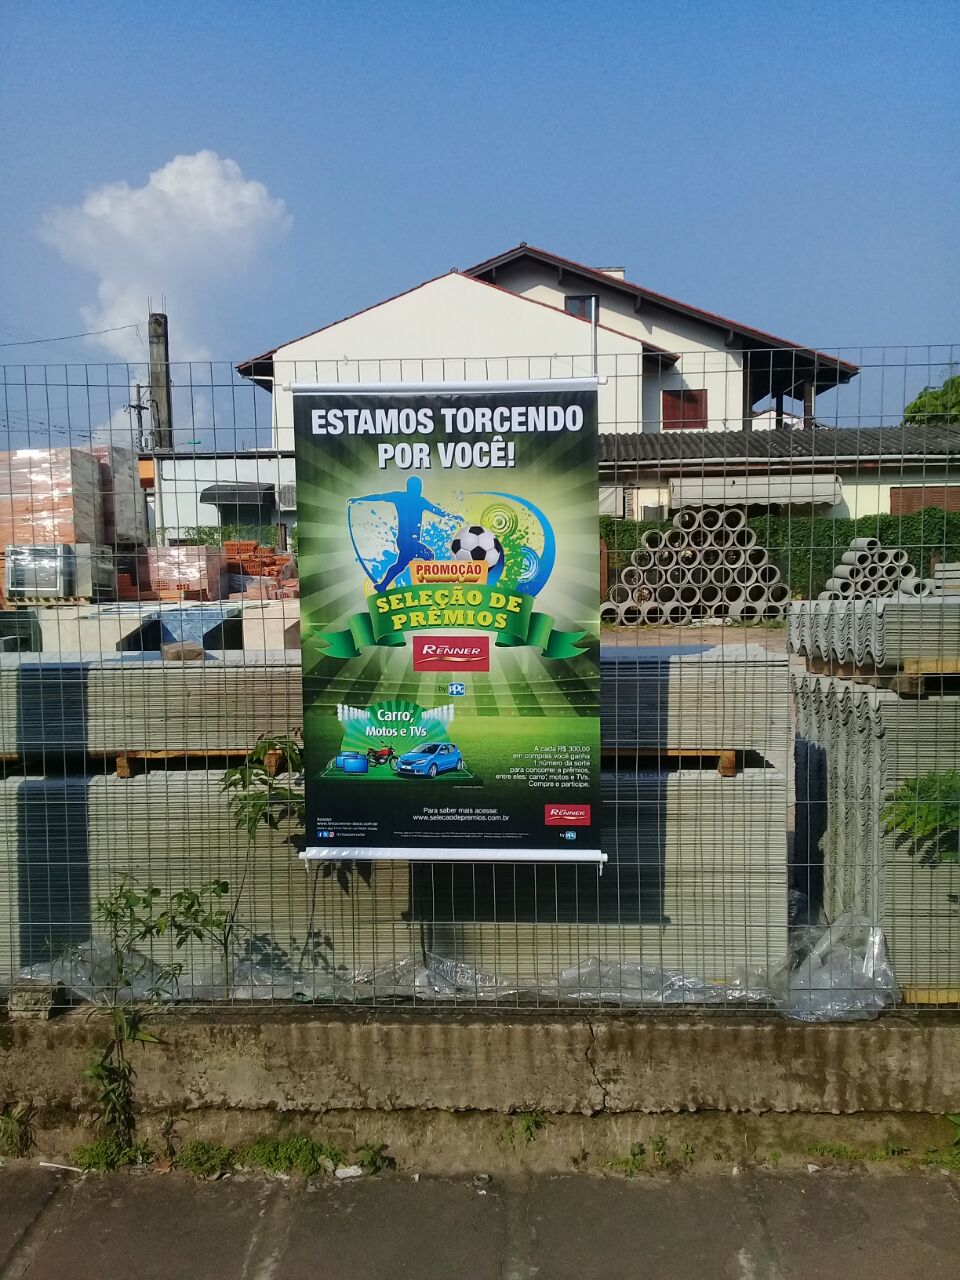 ESTAMOS TORCENDO
POR VOCÊ!
PROMOÇÃO
SELEÇÃO DE
PRÊMIOS
RENNER
by PPG
Carro,
Motos e TVs
A cada R$ 300,00
em compras você ganha
1 número da sorte
para concorrer a prêmios,
entre eles: carro, motos e TVs.
Compre e participe.
Para saber mais acesse:
www.selecaodepremios.com.br
Acesse:
RENNER
by PPG